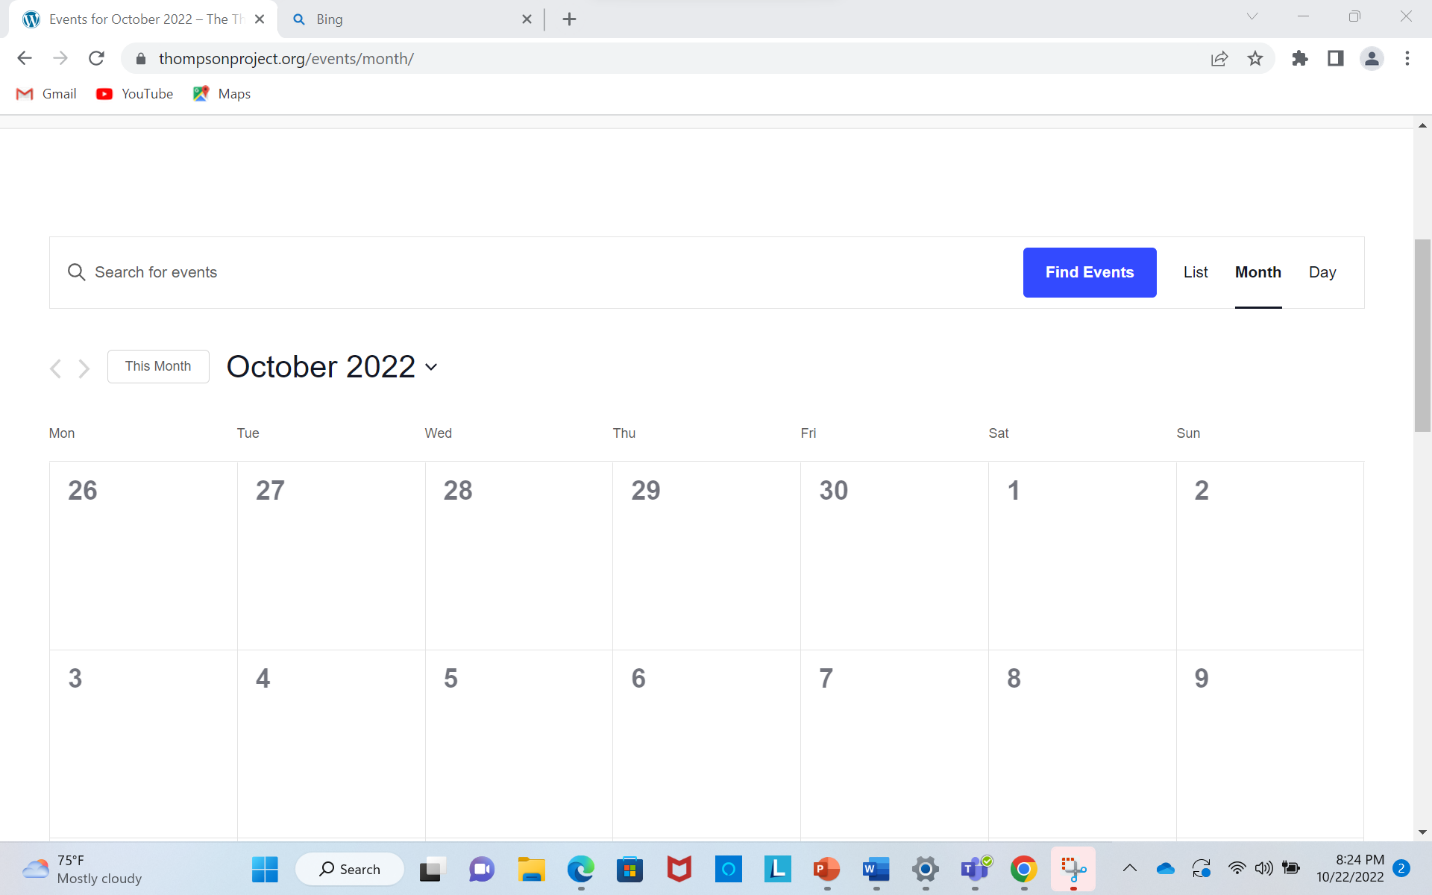 Events for October 2022 – The Th
Bing
thompsonproject.org/events/month/
Gmail YouTube Maps
Search for events
Find Events List Month Day
This Month October 2022
Mon Tue Wed Thu Fri Sat Sun
26 27 28 29 30 1 2
3 4 5 6 7 8 9
75°F
Mostly cloudy
Search
8:24 PM
10/22/2022
2